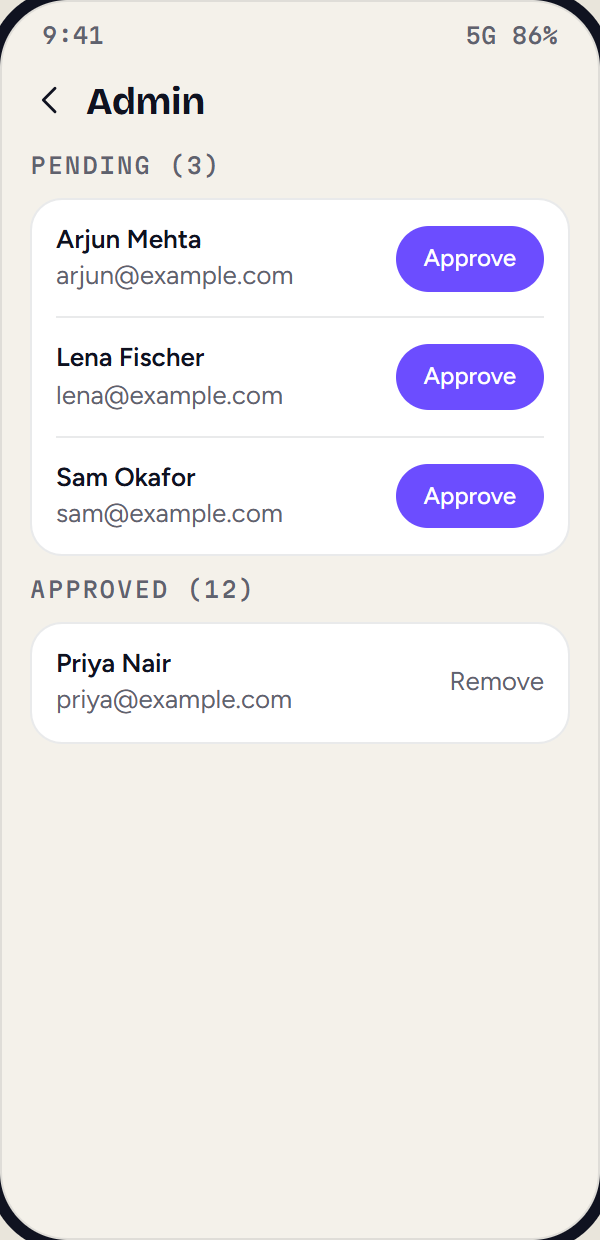 9:41 5G 86%
Admin
PENDING (3)
Arjun Mehta
arjun@example.com
Approve
Lena Fischer
lena@example.com
Approve
Sam Okafor
sam@example.com
Approve
APPROVED (12)
Priya Nair
priya@example.com
Remove